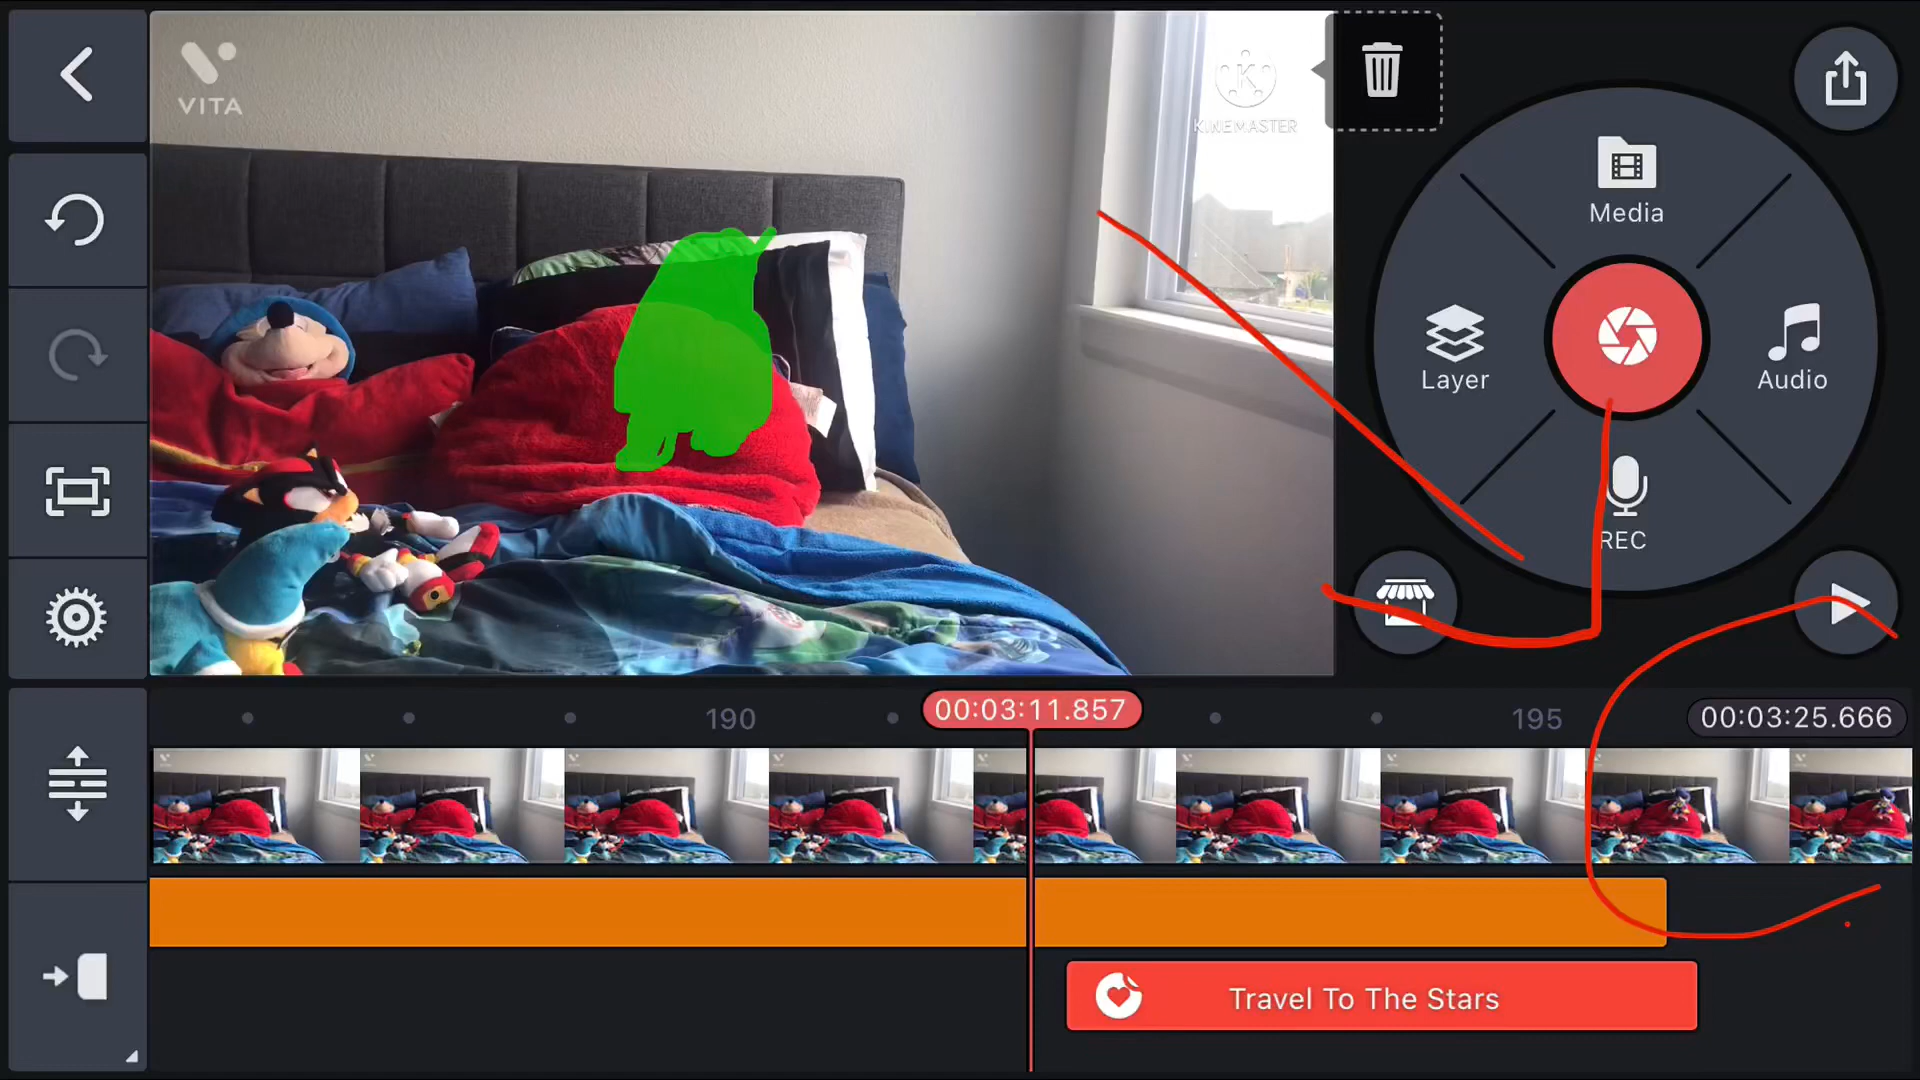 VITA
KINEMASTER
Media
Layer
Audio
REC
190
00:03:11.857
195
00:03:25.666
Travel To The Stars